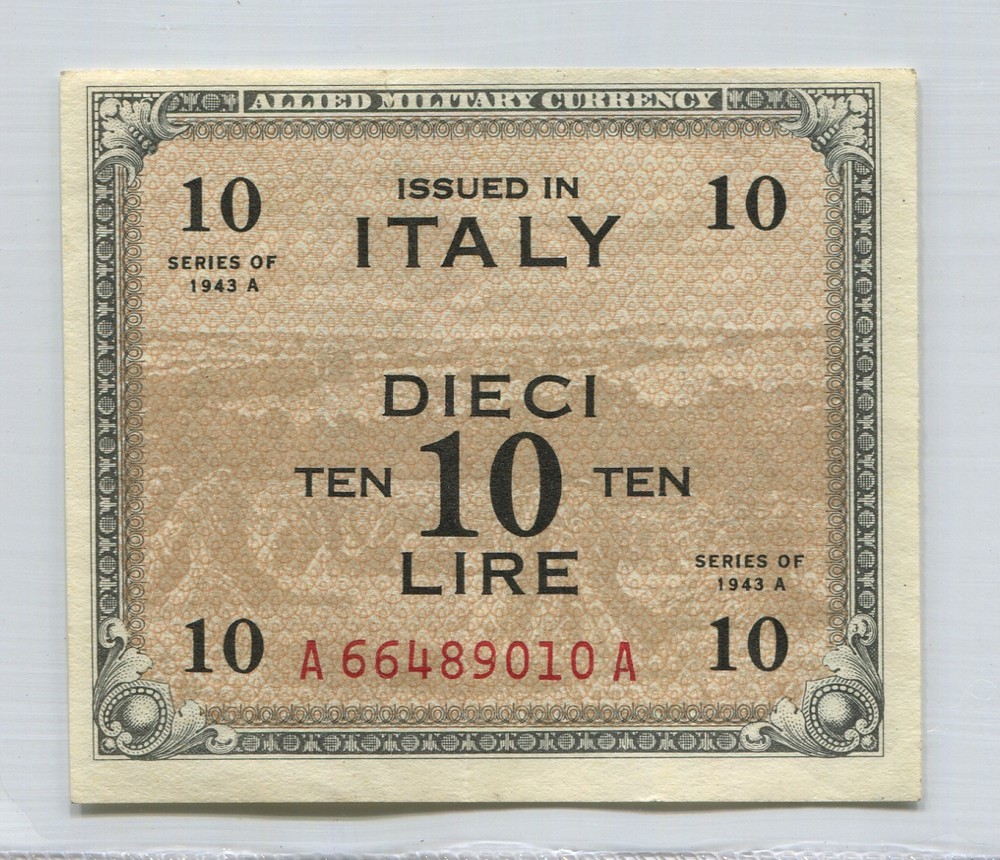 ALLIED MILITARY CURRENCY
10 ISSUED IN 10
ITALY
SERIES OF
1943 A
DIECI
TEN 10 TEN
LIRE
SERIES OF
1943 A
10 A66489010A 10